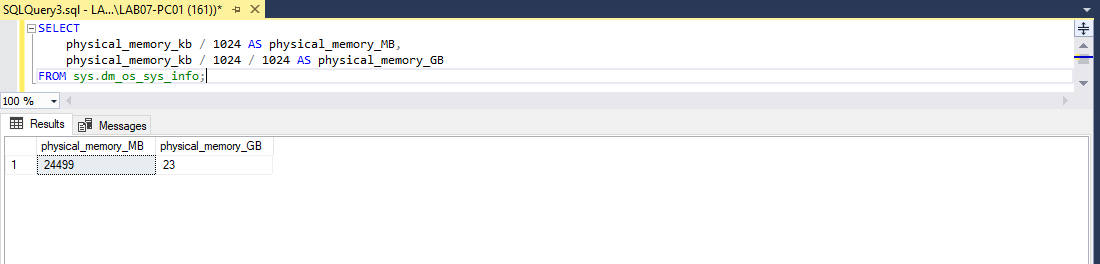 SQLQuery3.sql - LA...\LAB07-PC01 (161))*
SELECT
physical_memory_kb / 1024 AS physical_memory_MB,
physical_memory_kb / 1024 / 1024 AS physical_memory_GB
FROM sys.dm_os_sys_info;
100 %
Results Messages
physical_memory_MB physical_memory_GB
1 24499 23